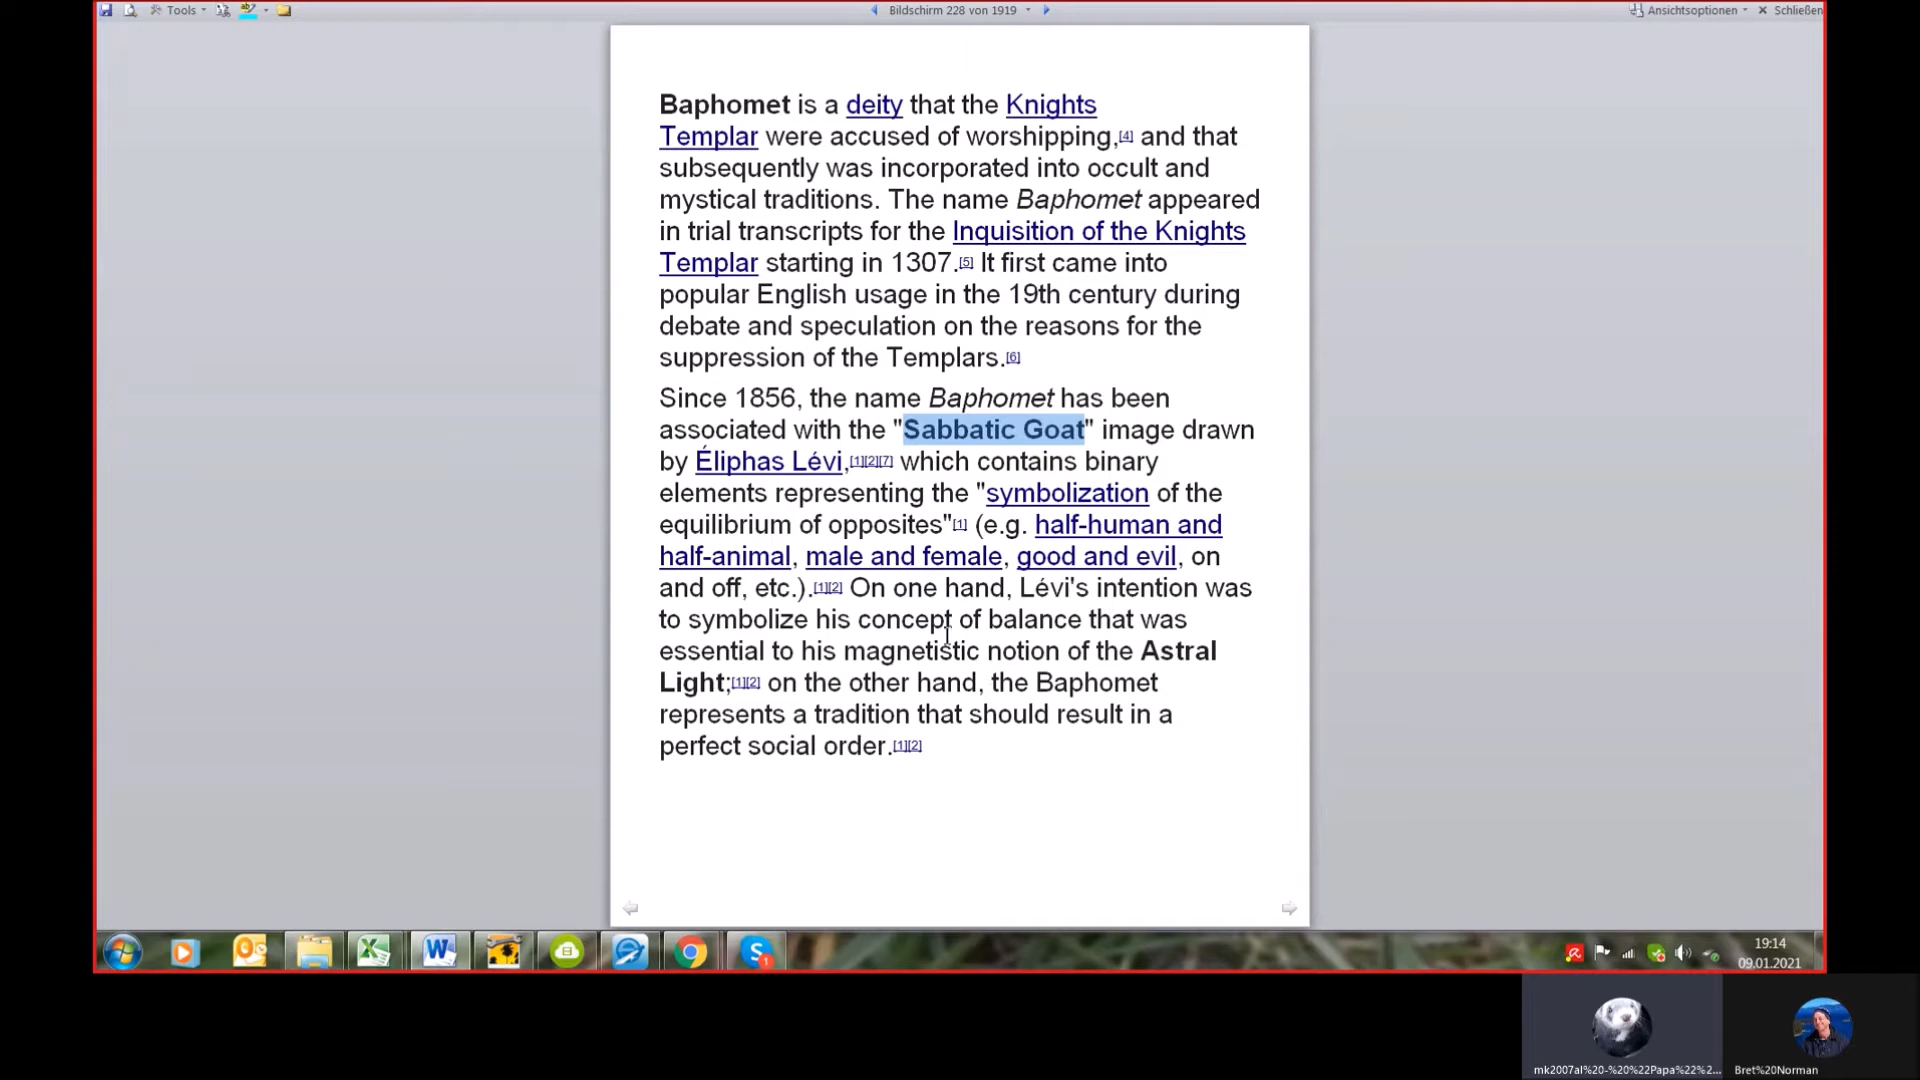 Tools
Bildschirm 228 von 1919
Ansichtsoptionen
Schließen
Baphomet is a deity that the Knights
Templar were accused of worshipping,[4] and that
subsequently was incorporated into occult and
mystical traditions. The name Baphomet appeared
in trial transcripts for the Inquisition of the Knights
Templar starting in 1307.[5] It first came into
popular English usage in the 19th century during
debate and speculation on the reasons for the
suppression of the Templars.[6]
Since 1856, the name Baphomet has been
associated with the "Sabbatic Goat" image drawn
by Éliphas Lévi,[1][2][7] which contains binary
elements representing the "symbolization of the
equilibrium of opposites"[1] (e.g. half-human and
half-animal, male and female, good and evil, on
and off, etc.).[1][2] On one hand, Lévi's intention was
to symbolize his concept of balance that was
essential to his magnetistic notion of the Astral
Light;[1][2] on the other hand, the Baphomet
represents a tradition that should result in a
perfect social order.[1][2]
19:14
09.01.2021
mk2007al%20-%20%22Papa%22%2...
Bret%20Norman